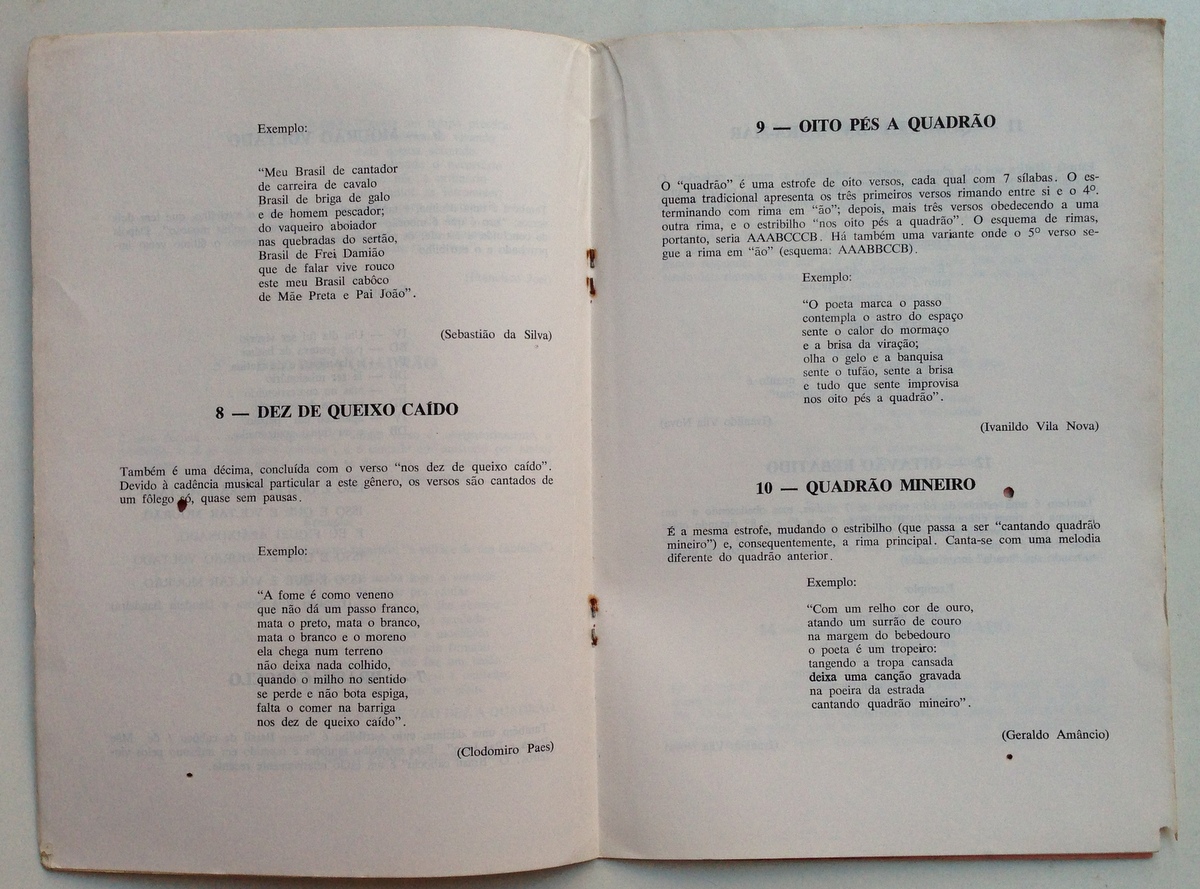 Exemplo:
“Meu Brasil de cantador
de carreira de cavalo
Brasil de briga de galo
e de homem pescador;
do vaqueiro aboiador
nas quebradas do sertão,
Brasil de Frei Damião
que de falar vive rouco
este meu Brasil cabôco
de Mãe Preta e Pai João”.
(Sebastião da Silva)
8 — DEZ DE QUEIXO CAÍDO
Também é uma décima, concluída com o verso “nos dez de queixo caído”.
Devido à cadência musical particular a este gênero, os versos são cantados de
um fôlego só, quase sem pausas.
Exemplo:
“A fome é como veneno
que não dá um passo franco,
mata o preto, mata o branco,
mata o branco e o moreno
ela chega num terreno
não deixa nada colhido,
quando o milho no sentido
se perde e não bota espiga,
falta o comer na barriga
nos dez de queixo caído”.
(Clodomiro Paes)
9 — OITO PÉS A QUADRÃO
O “quadrão” é uma estrofe de oito versos, cada qual com 7 sílabas. O es-
quema tradicional apresenta os três primeiros versos rimando entre si e o 4º.
terminando com rima em “ão”; depois, mais três versos obedecendo a uma
outra rima, e o estribilho “nos oito pés a quadrão”. O esquema de rimas,
portanto, seria AAABCCCB. Há também uma variante onde o 5º verso se-
gue a rima em “ão” (esquema: AAABBCCB).
Exemplo:
“O poeta marca o passo
contempla o astro do espaço
sente o calor do mormaço
e a brisa da viração;
olha o gelo e a banquisa
sente o tufão, sente a brisa
e tudo que sente improvisa
nos oito pés a quadrão”.
(Ivanildo Vila Nova)
10 — QUADRÃO MINEIRO
É a mesma estrofe, mudando o estribilho (que passa a ser “cantando quadrão
mineiro”) e, consequentemente, a rima principal. Canta-se com uma melodia
diferente do quadrão anterior.
Exemplo:
“Com um relho cor de ouro,
atando um surrão de couro
na margem do bebedouro
o poeta é um tropeiro:
tangendo a tropa cansada
deixa uma canção gravada
na poeira da estrada
cantando quadrão mineiro”.
(Geraldo Amâncio)